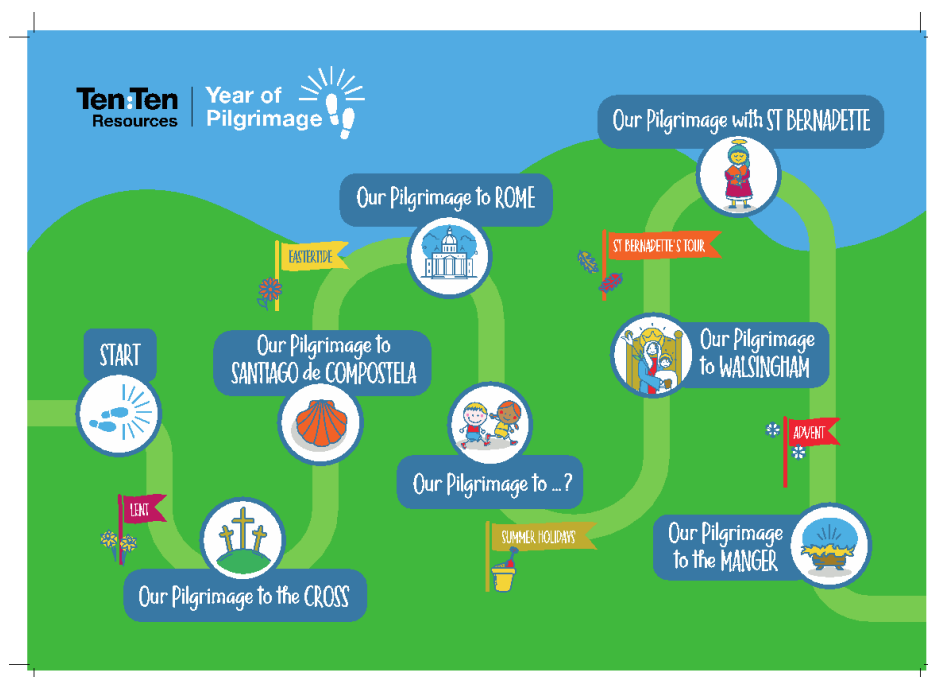 Ten:Ten
Resources
Year of
Pilgrimage
Our Pilgrimage with ST BERNADETTE
Our Pilgrimage to ROME
EASTERTIDE
ST BERNADETTE'S TOUR
START
Our Pilgrimage to
SANTIAGO de COMPOSTELA
Our Pilgrimage
to WALSINGHAM
ADVENT
Our Pilgrimage to ...?
LENT
SUMMER HOLIDAYS
Our Pilgrimage
to the MANGER
Our Pilgrimage to the CROSS